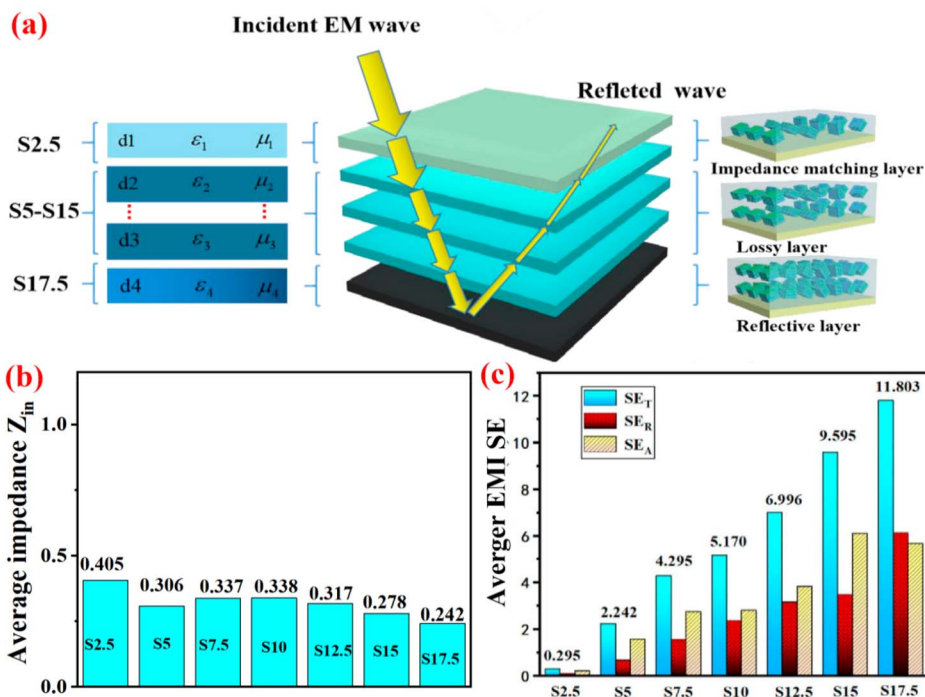 (a)
Incident EM wave
Refleted wave
S2.5
d1 ε1 μ1
S5-S15
d2 ε2 μ2
d3 ε3 μ3
S17.5
d4 ε4 μ4
Impedance matching layer
Lossy layer
Reflective layer
(b)
Average impedance Zin
1.0
0.5
0.0
0.405
0.306
0.337
0.338
0.317
0.278
0.242
S2.5
S5
S7.5
S10
S12.5
S15
S17.5
(c)
Averger EMI SE
12
10
8
6
4
2
0
SET
SER
SEA
0.295
2.242
4.295
5.170
6.996
9.595
11.803
S2.5
S5
S7.5
S10
S12.5
S15
S17.5